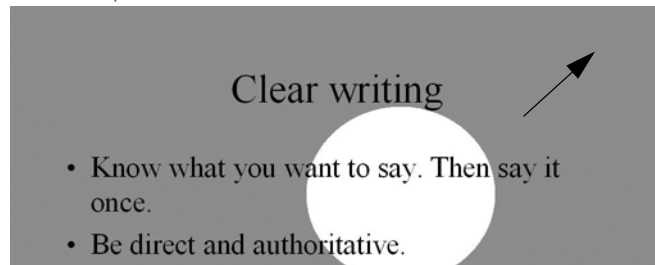 Clear writing
• Know what you want to say. Then say it
once.
• Be direct and authoritative.